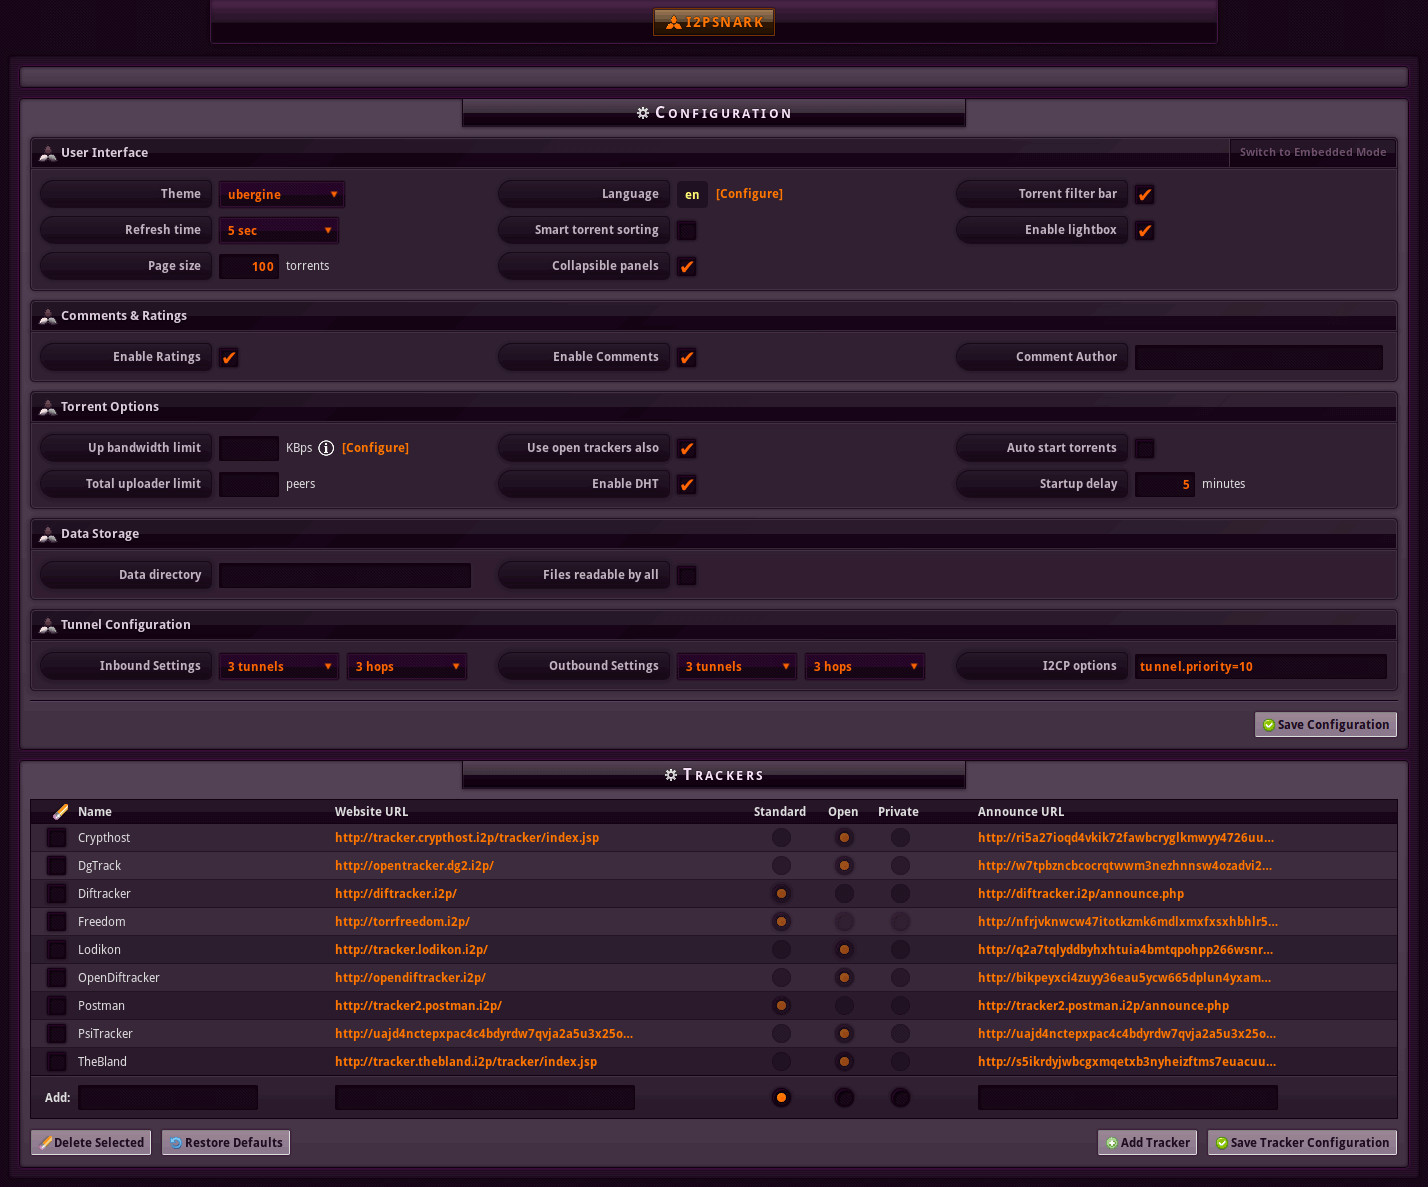 I2PSNARK
Configuration
User Interface Switch to Embedded Mode
Theme ubergine Language en [Configure] Torrent filter bar
Refresh time 5 sec Smart torrent sorting Enable lightbox
Page size 100 torrents Collapsible panels
Comments & Ratings
Enable Ratings Enable Comments Comment Author
Torrent Options
Up bandwidth limit KBps [Configure] Use open trackers also Auto start torrents
Total uploader limit peers Enable DHT Startup delay 5 minutes
Data Storage
Data directory Files readable by all
Tunnel Configuration
Inbound Settings 3 tunnels 3 hops Outbound Settings 3 tunnels 3 hops I2CP options tunnel.priority=10
Save Configuration
Trackers
Name Website URL Standard Open Private Announce URL
Crypthost http://tracker.crypthost.i2p/tracker/index.jsp http://ri5a27ioqd4vkik72fawbcryglkmwyy4726uu...
DgTrack http://opentracker.dg2.i2p/ http://w7tpbzncbcocrqtwwm3nezhnnsw4ozadvi2...
Diftracker http://diftracker.i2p/ http://diftracker.i2p/announce.php
Freedom http://torrfreedom.i2p/ http://nfrjvknwcw47itotkzmk6mdlxmxfxsxhbhlr5...
Lodikon http://tracker.lodikon.i2p/ http://q2a7tqlyddbyhxhtuia4bmtqpohpp266wsnr...
OpenDiftracker http://opendiftracker.i2p/ http://bikpeyxci4zuyy36eau5ycw665dplun4yxam...
Postman http://tracker2.postman.i2p/ http://tracker2.postman.i2p/announce.php
PsiTracker http://uajd4nctepxpac4c4bdyrdw7qvja2a5u3x25o... http://uajd4nctepxpac4c4bdyrdw7qvja2a5u3x25o...
TheBland http://tracker.thebland.i2p/tracker/index.jsp http://s5ikrdyjwbcgxmqetxb3nyheizftms7euacuu...
Add:
Delete Selected Restore Defaults Add Tracker Save Tracker Configuration